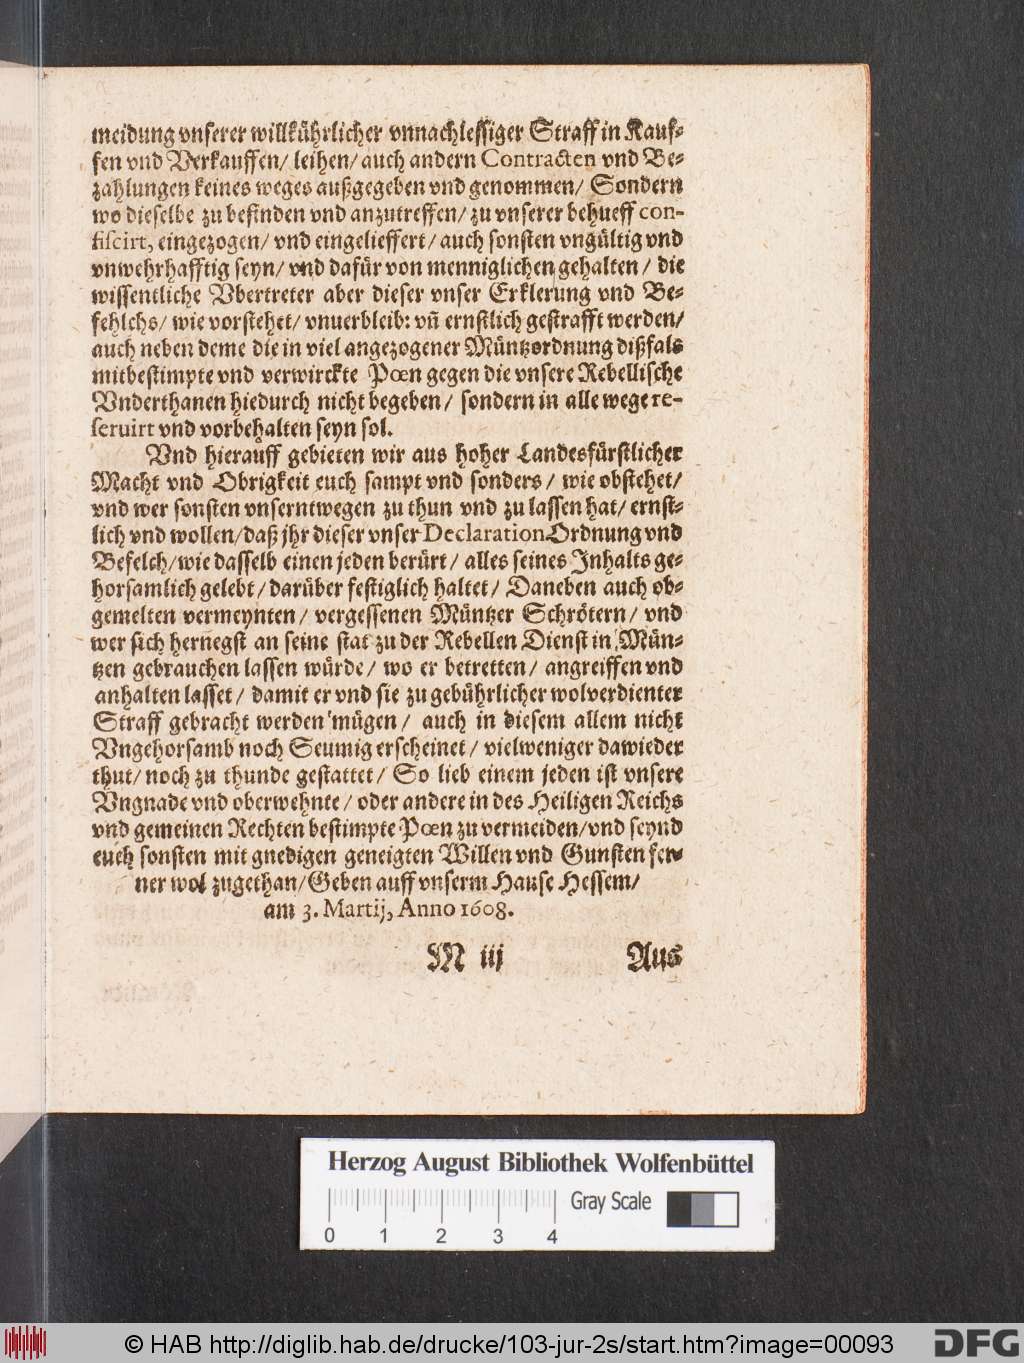 meidung vnserer willkührlicher vnnachlessiger Straff in Kauf-
fen vnd Verkauffen/ leihen/ auch andern Contracten vnd Be-
zahlungen keines weges außgegeben vnd genommen/ Sondern
wo dieselbe zu befinden vnd anzutreffen/ zu vnserer behueff con-
fiscirt, eingezogen/ vnd eingelieffert/ auch sonsten vngültig vnd
vnwehrhafftig seyn/ vnd dafür von menniglichen gehalten/ die
wissentliche Vbertreter aber dieser vnser Erklerung vnd Be-
fehlchs/ wie vorstehet/ vnuerbleib: vñ ernstlich gestrafft werden/
auch neben deme die in viel angezogener Müntzordnung dißfals
mitbestimpte vnd verwirckte Pœn gegen die vnsere Rebellische
Vnderthanen hiedurch nicht begeben/ sondern in alle wege re-
seruirt vnd vorbehalten seyn sol.
Vnd hierauff gebieten wir aus hoher Landesfürstlicher
Macht vnd Obrigkeit euch sampt vnd sonders/ wie obstehet/
vnd wer sonsten vnserntwegen zu thun vnd zu lassen hat/ ernst-
lich vnd wollen/ daß jhr dieser vnser Declaration Ordnung vnd
Befelch/ wie dasselb einen jeden berürt/ alles seines Inhalts ge-
horsamlich gelebt/ darüber festiglich haltet/ Daneben auch ob-
gemelten vermeynten/ vergessenen Müntzer Schrötern/ vnd
wer sich hernegst an seine stat zu der Rebellen Dienst in Mün-
tzen gebrauchen lassen würde/ wo er betretten/ angreiffen vnd
anhalten lasset/ damit er vnd sie zu gebührlicher wolverdienter
Straff gebracht werden mügen/ auch in diesem allem nicht
Vngehorsamb noch Seumig erscheinet/ vielweniger dawieder
thut/ noch zu thunde gestattet/ So lieb einem jeden ist vnsere
Vngnade vnd oberwehnte/ oder andere in des Heiligen Reichs
vnd gemeinen Rechten bestimpte Pœn zu vermeiden/ vnd seynd
euch sonsten mit gnedigen geneigten Willen vnd Gunsten fer-
ner wol zugethan/ Geben auff vnserm Hause Hessem/
am 3. Martij, Anno 1608.
M iij Aus
Herzog August Bibliothek Wolfenbüttel
Gray Scale
0 1 2 3 4
© HAB http://diglib.hab.de/drucke/103-jur-2s/start.htm?image=00093
DFG